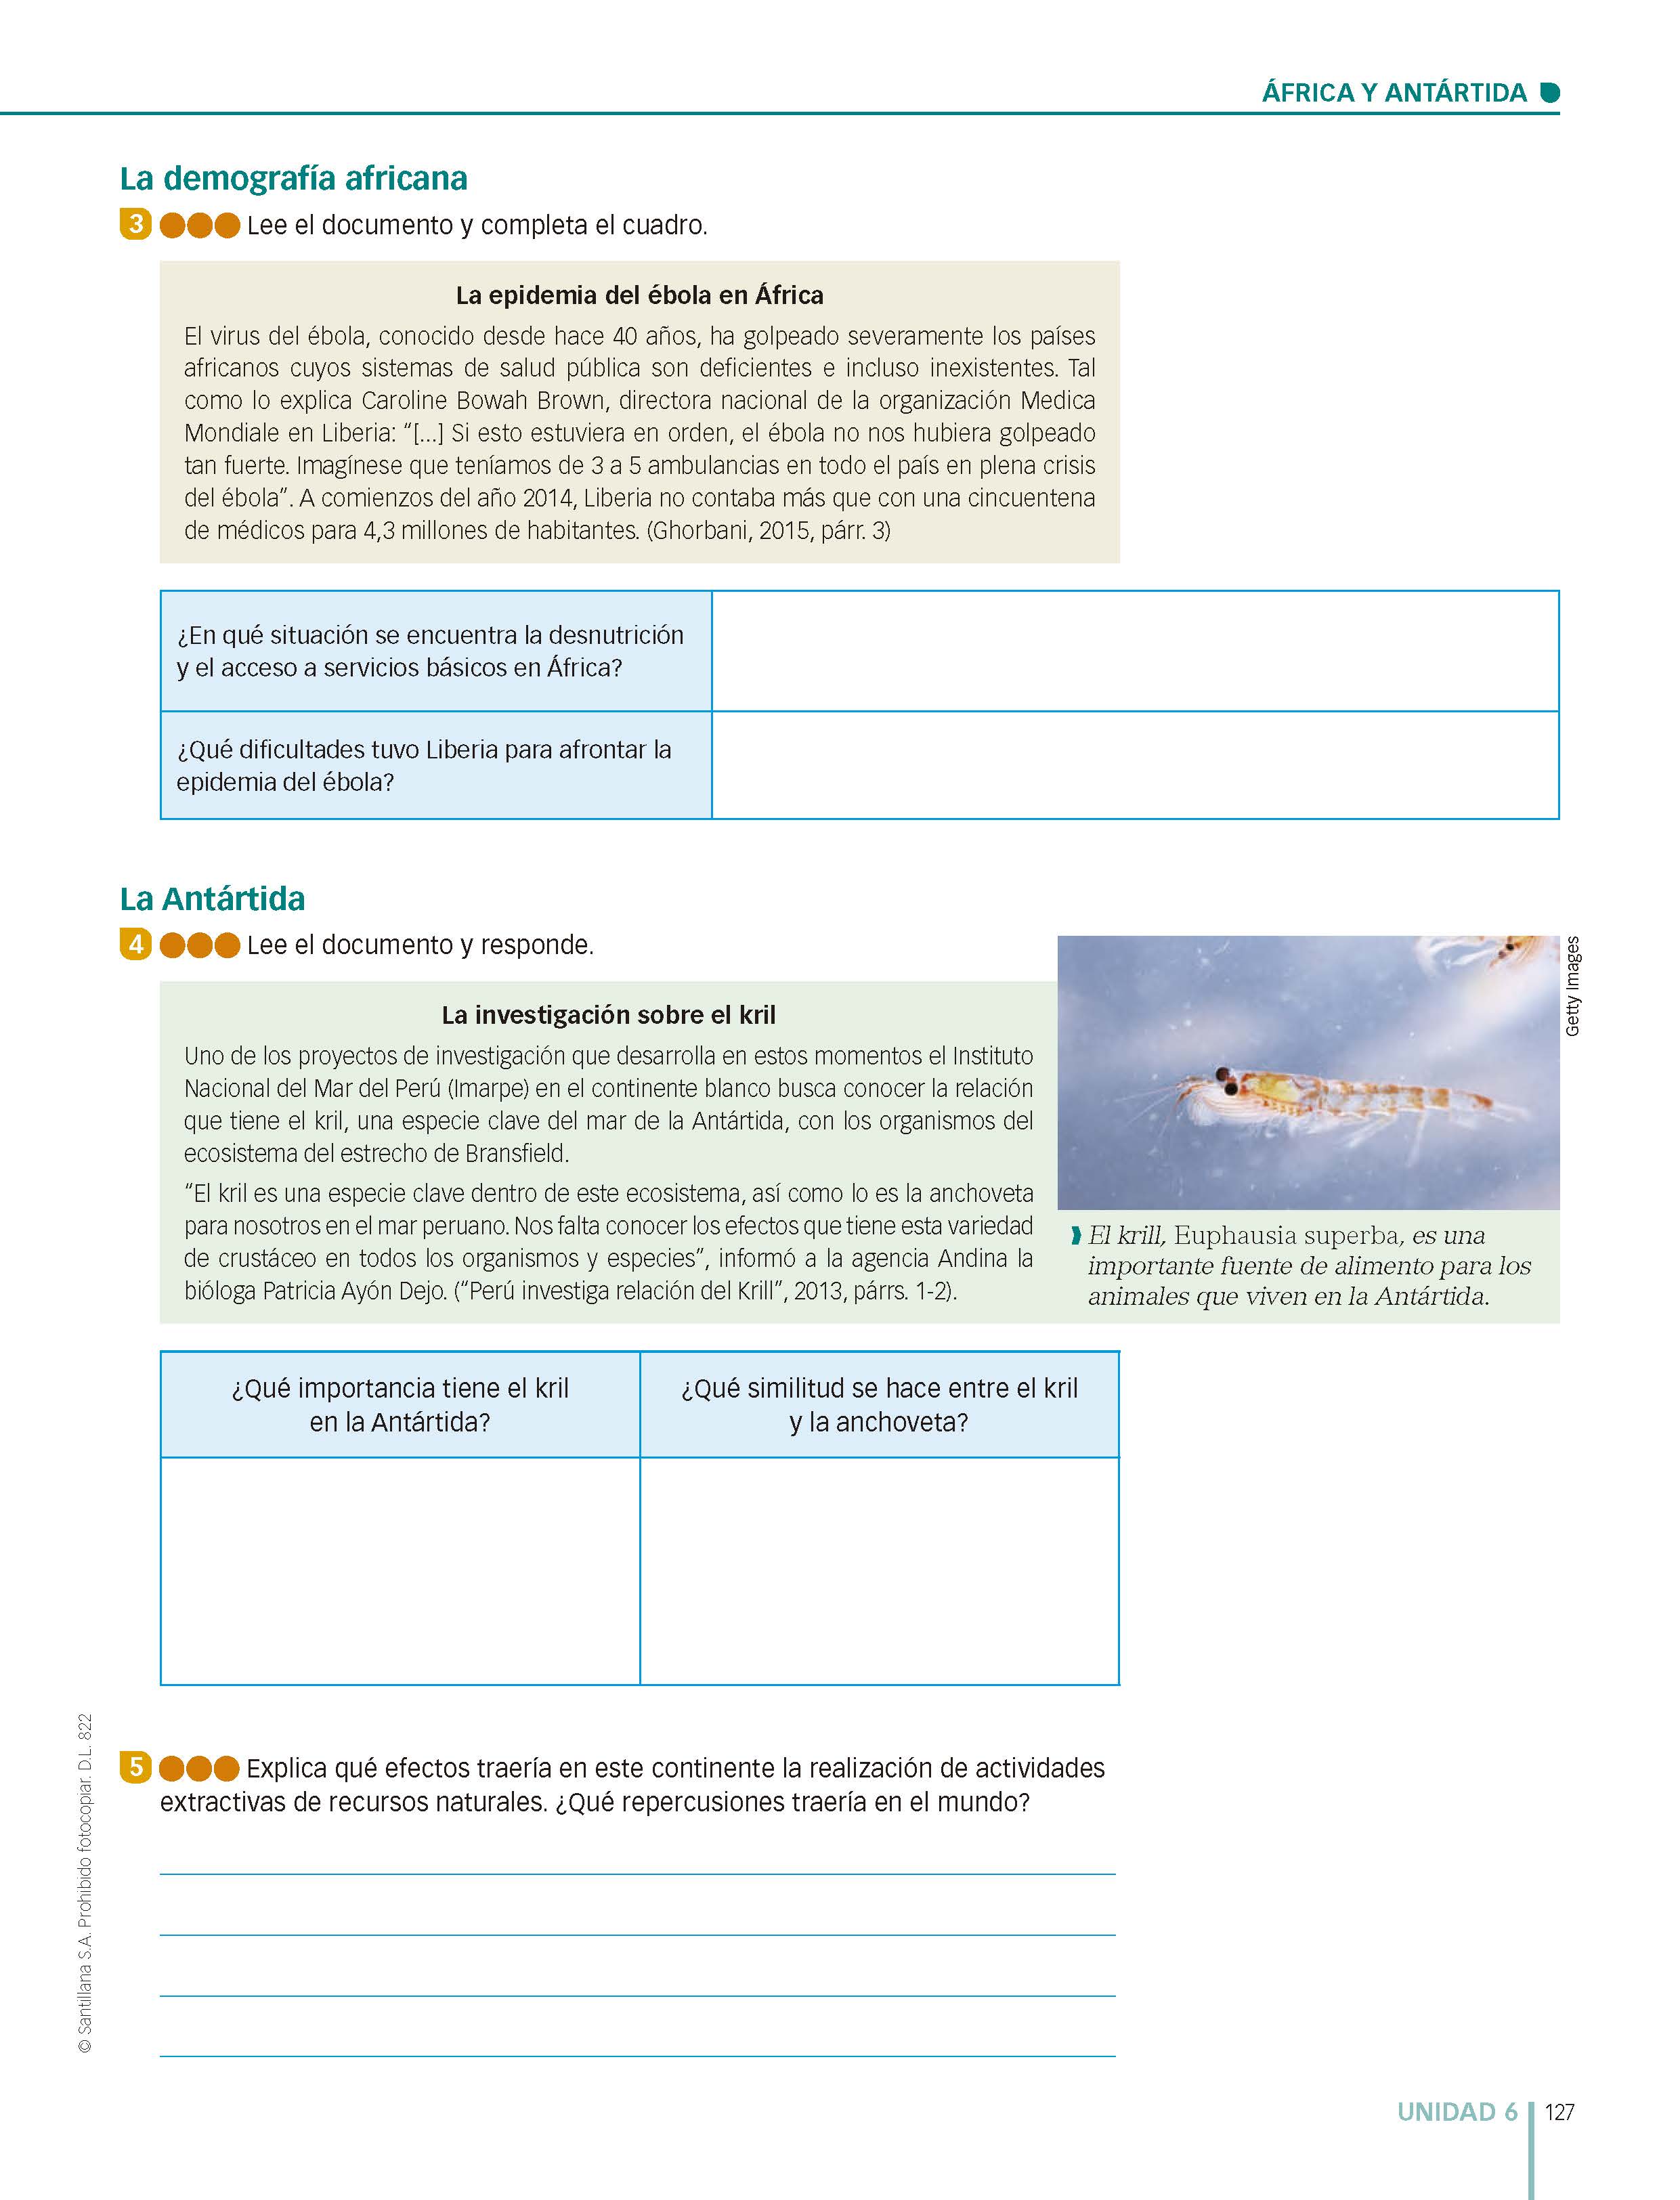 ÁFRICA Y ANTÁRTIDA
La demografía africana
3 Lee el documento y completa el cuadro.
La epidemia del ébola en África
El virus del ébola, conocido desde hace 40 años, ha golpeado severamente los países
africanos cuyos sistemas de salud pública son deficientes e incluso inexistentes. Tal
como lo explica Caroline Bowah Brown, directora nacional de la organización Medica
Mondiale en Liberia: “[...] Si esto estuviera en orden, el ébola no nos hubiera golpeado
tan fuerte. Imagínese que teníamos de 3 a 5 ambulancias en todo el país en plena crisis
del ébola”. A comienzos del año 2014, Liberia no contaba más que con una cincuentena
de médicos para 4,3 millones de habitantes. (Ghorbani, 2015, párr. 3)
¿En qué situación se encuentra la desnutrición
y el acceso a servicios básicos en África?
¿Qué dificultades tuvo Liberia para afrontar la
epidemia del ébola?
La Antártida
4 Lee el documento y responde.
La investigación sobre el kril
Uno de los proyectos de investigación que desarrolla en estos momentos el Instituto
Nacional del Mar del Perú (Imarpe) en el continente blanco busca conocer la relación
que tiene el kril, una especie clave del mar de la Antártida, con los organismos del
ecosistema del estrecho de Bransfield.
“El kril es una especie clave dentro de este ecosistema, así como lo es la anchoveta
para nosotros en el mar peruano. Nos falta conocer los efectos que tiene esta variedad
de crustáceo en todos los organismos y especies”, informó a la agencia Andina la
bióloga Patricia Ayón Dejo. (“Perú investiga relación del Krill”, 2013, párrs. 1-2).
Getty Images
El krill, Euphausia superba, es una
importante fuente de alimento para los
animales que viven en la Antártida.
¿Qué importancia tiene el kril
en la Antártida?
¿Qué similitud se hace entre el kril
y la anchoveta?
5 Explica qué efectos traería en este continente la realización de actividades
extractivas de recursos naturales. ¿Qué repercusiones traería en el mundo?
© Santillana S.A. Prohibido fotocopiar. D.L. 822
UNIDAD 6 127